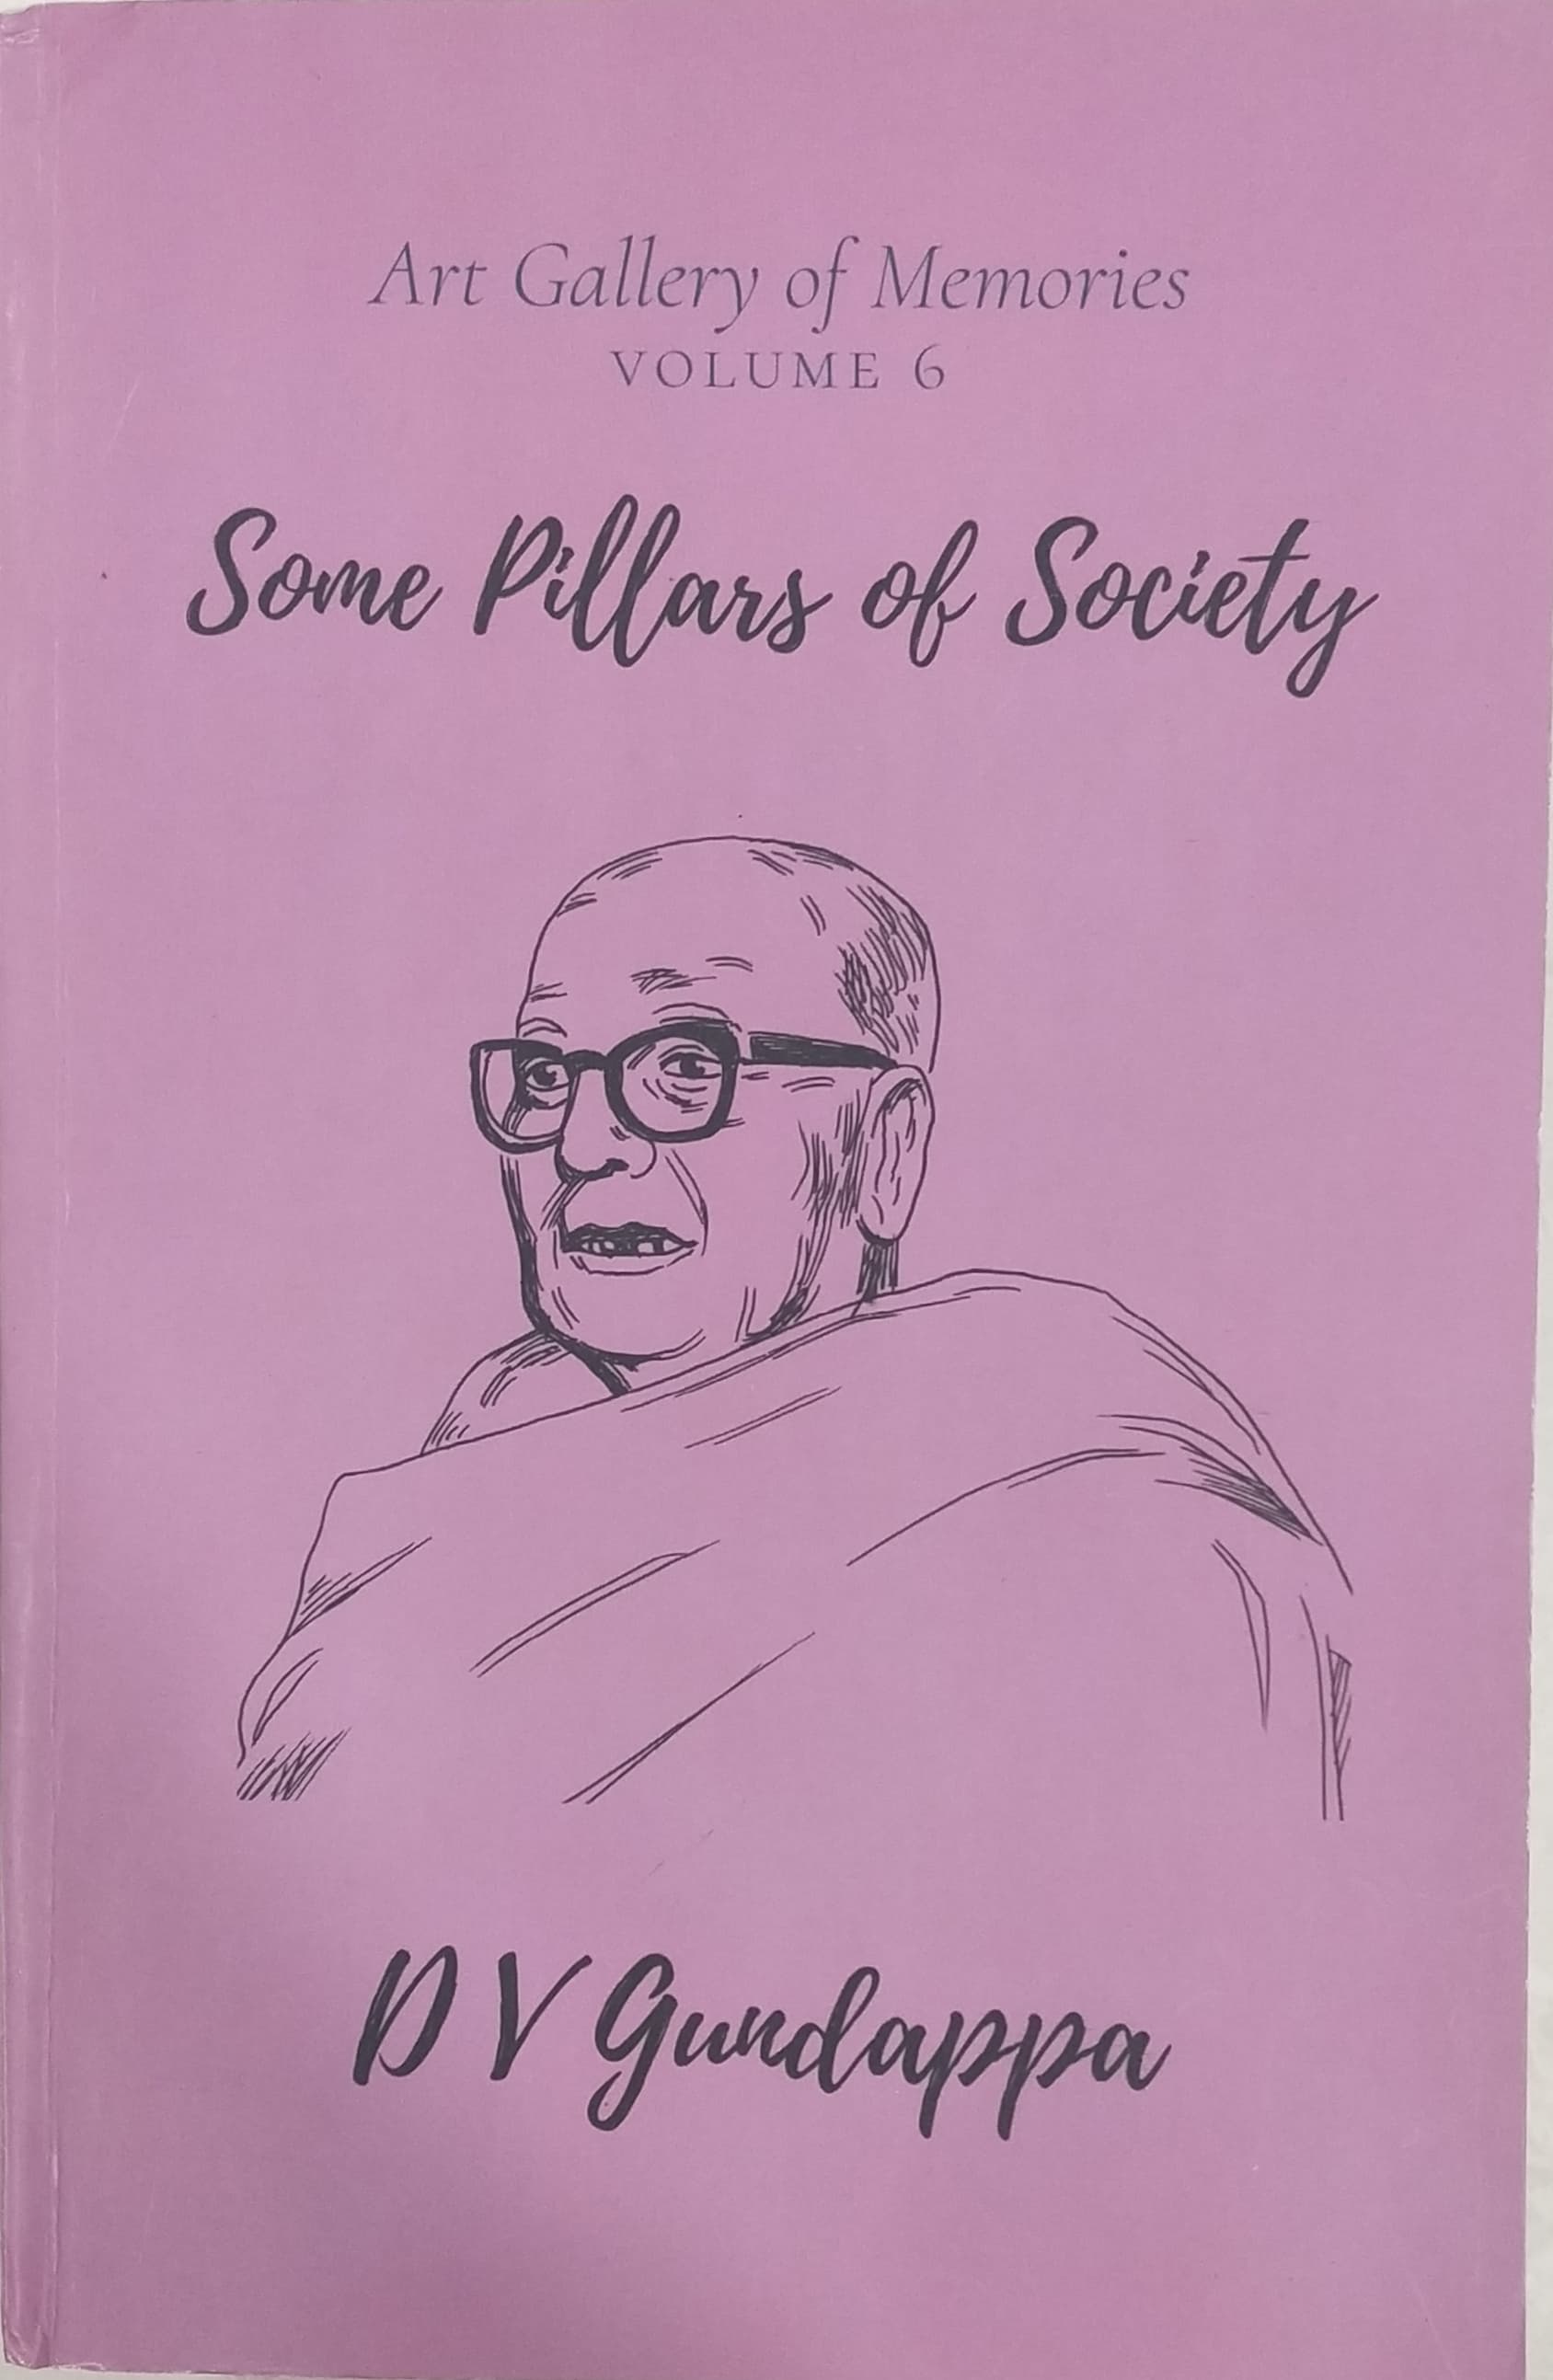 Art Gallery of Memories
VOLUME 6
Some Pillars of Society
D V Gundappa